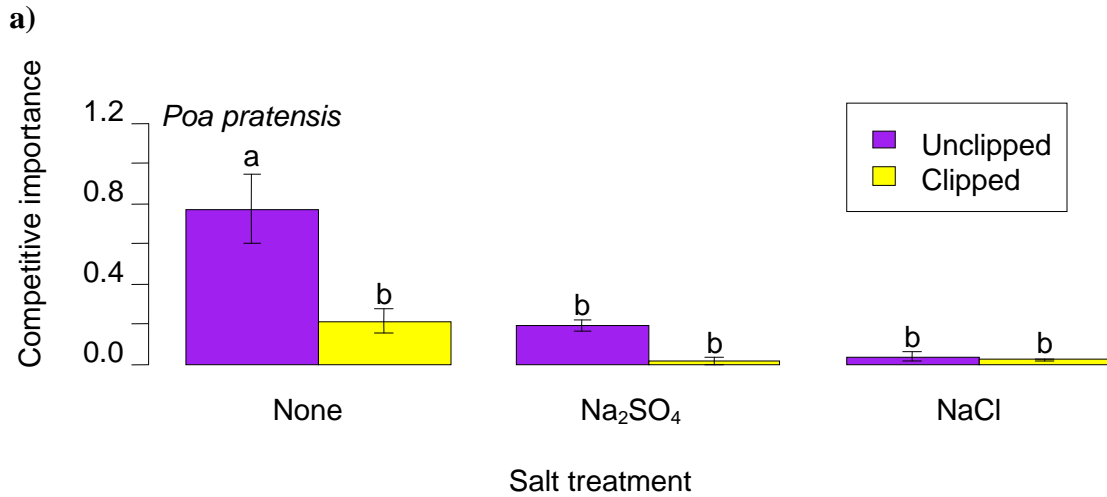 a)
Competitive importance
1.2
0.8
0.4
0.0
Poa pratensis
a
b
b
b
b
b
Unclipped
Clipped
None
Na₂SO₄
NaCl
Salt treatment